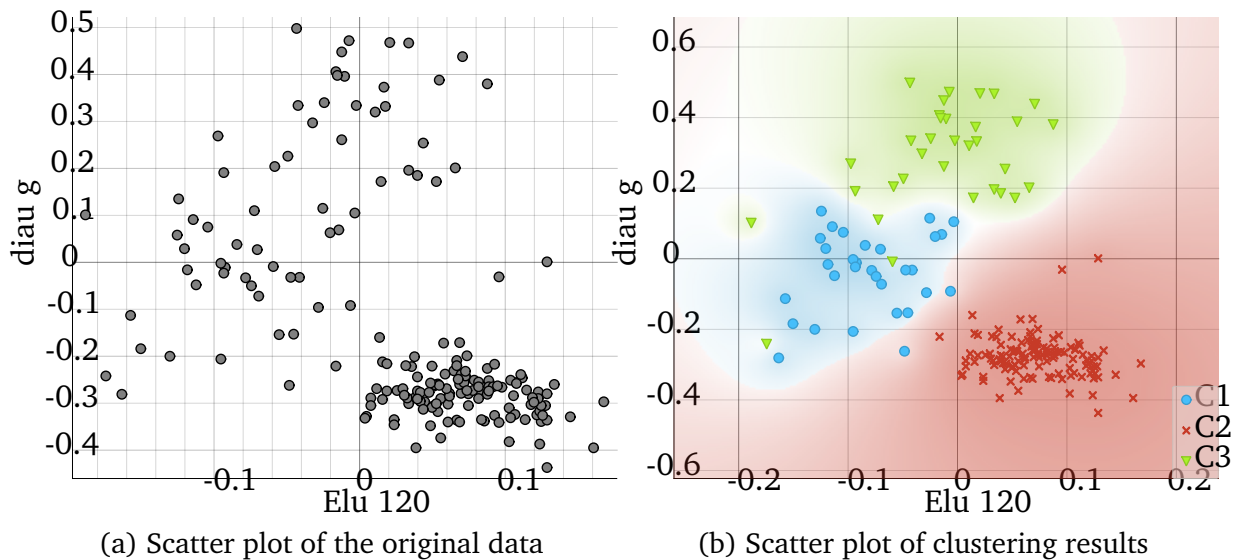 0.5
0.4
0.3
0.2
0.1
0
-0.1
-0.2
-0.3
-0.4
diau g
-0.1 0 0.1
Elu 120
(a) Scatter plot of the original data
0.6
0.4
0.2
0
-0.2
-0.4
-0.6
diau g
C1
C2
C3
-0.2 -0.1 0 0.1 0.2
Elu 120
(b) Scatter plot of clustering results